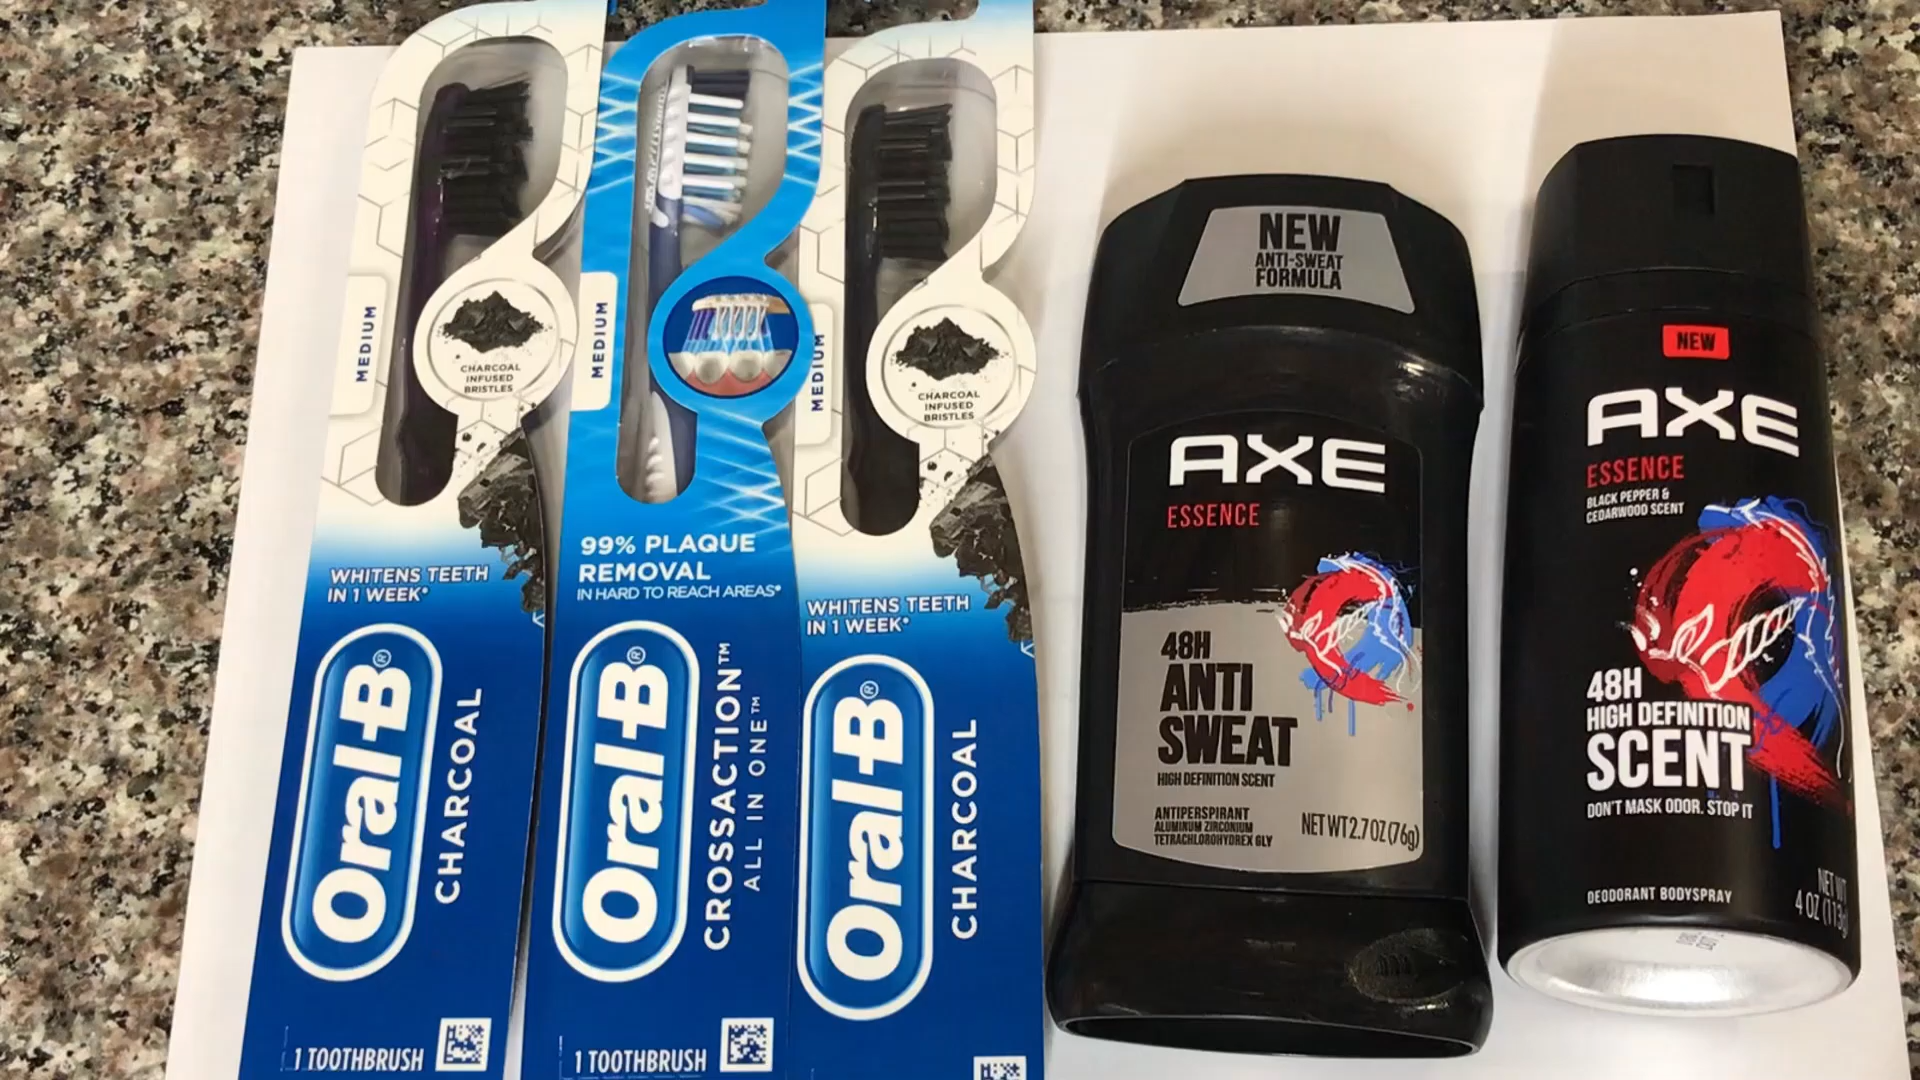 MEDIUM
CHARCOAL
INFUSED
BRISTLES
WHITENS TEETH
IN 1 WEEK*
Oral-B®
CHARCOAL
1 TOOTHBRUSH
MEDIUM
99% PLAQUE
REMOVAL
IN HARD TO REACH AREAS*
Oral-B®
CROSSACTION™
ALL IN ONE™
1 TOOTHBRUSH
MEDIUM
CHARCOAL
INFUSED
BRISTLES
WHITENS TEETH
IN 1 WEEK*
Oral-B®
CHARCOAL
NEW
ANTI-SWEAT
FORMULA
AXE
ESSENCE
48H
ANTI
SWEAT
HIGH DEFINITION SCENT
ANTIPERSPIRANT
ALUMINUM ZIRCONIUM
TETRACHLOROHYDREX GLY
NET WT 2.7 OZ (76g)
NEW
AXE
ESSENCE
BLACK PEPPER &
CEDARWOOD SCENT
48H
HIGH DEFINITION
SCENT
DON'T MASK ODOR. STOP IT
DEODORANT BODYSPRAY
NET WT
4 OZ (113g)